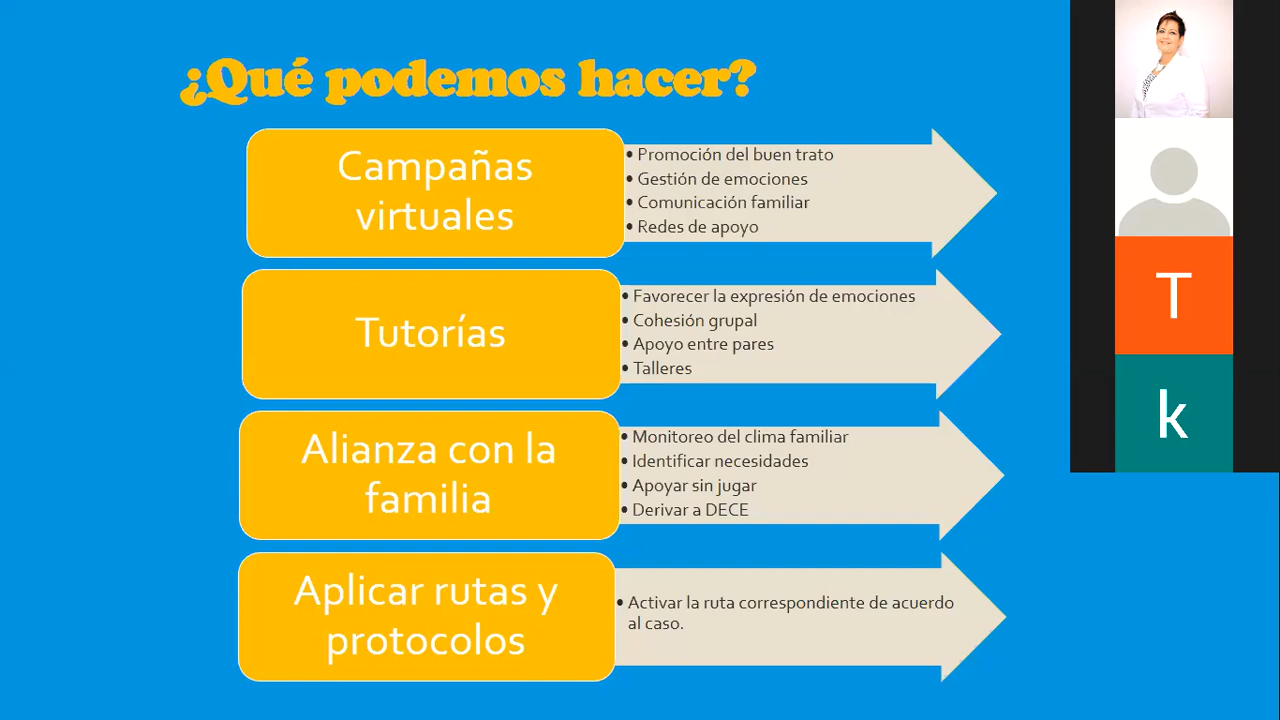 ¿Qué podemos hacer?
Campañas
virtuales
• Promoción del buen trato
• Gestión de emociones
• Comunicación familiar
• Redes de apoyo
Tutorías
• Favorecer la expresión de emociones
• Cohesión grupal
• Apoyo entre pares
• Talleres
Alianza con la
familia
• Monitoreo del clima familiar
• Identificar necesidades
• Apoyar sin jugar
• Derivar a DECE
Aplicar rutas y
protocolos
• Activar la ruta correspondiente de acuerdo
al caso.
T
k